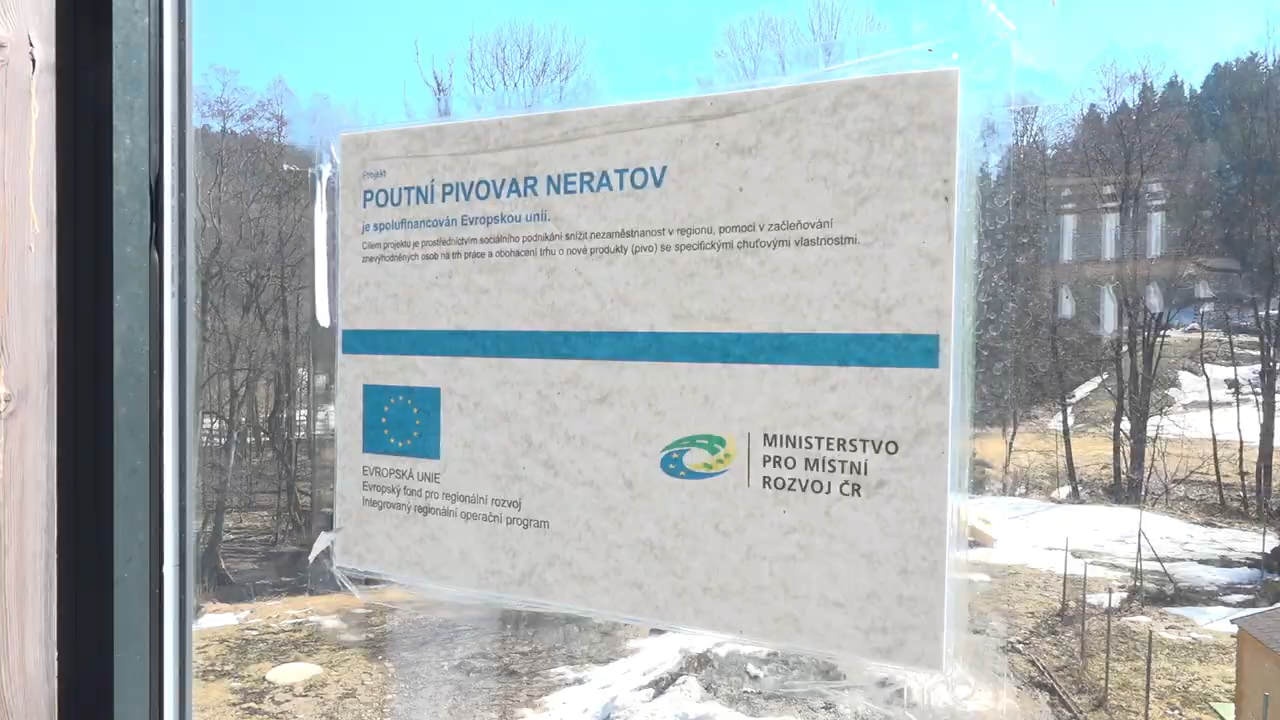 Projekt
POUTNÍ PIVOVAR NERATOV
je spolufinancován Evropskou unií.
Cílem projektu je prostřednictvím sociálního podnikání snížit nezaměstnanost v regionu, pomoci v začleňování
znevýhodněných osob na trh práce a obohacení trhu o nové produkty (pivo) se specifickými chuťovými vlastnostmi.
EVROPSKÁ UNIE
Evropský fond pro regionální rozvoj
Integrovaný regionální operační program
MINISTERSTVO
PRO MÍSTNÍ
ROZVOJ ČR